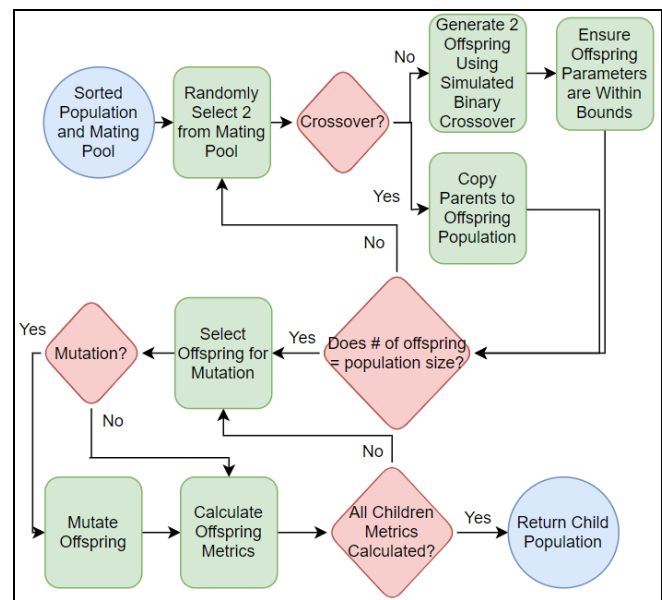 Sorted
Population
and Mating
Pool
Randomly
Select 2
from Mating
Pool
Crossover?
No
Yes
Generate 2
Offspring
Using
Simulated
Binary
Crossover
Ensure
Offspring
Parameters
are Within
Bounds
Copy
Parents to
Offspring
Population
No
Does # of offspring
= population size?
Yes
Select
Offspring for
Mutation
Mutation?
Yes
No
Mutate
Offspring
Calculate
Offspring
Metrics
No
All Children
Metrics
Calculated?
Yes
Return Child
Population